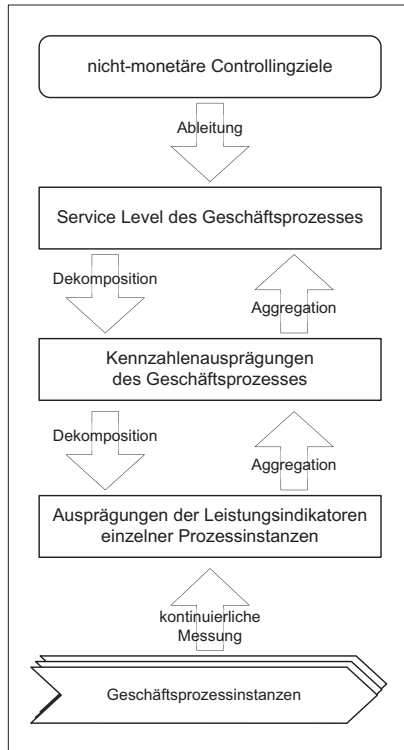 nicht-monetäre Controllingziele
Ableitung
Service Level des Geschäftsprozesses
Dekomposition
Aggregation
Kennzahlenausprägungen
des Geschäftsprozesses
Dekomposition
Aggregation
Ausprägungen der Leistungsindikatoren
einzelner Prozessinstanzen
kontinuierliche
Messung
Geschäftsprozessinstanzen